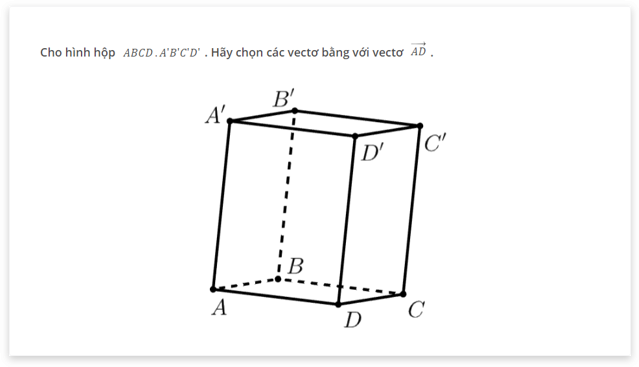 Cho hình hộp ABCD.A'B'C'D' . Hãy chọn các vectơ bằng với vectơ \overrightarrow{AD} .
B'
A'
C'
D'
B
A
C
D